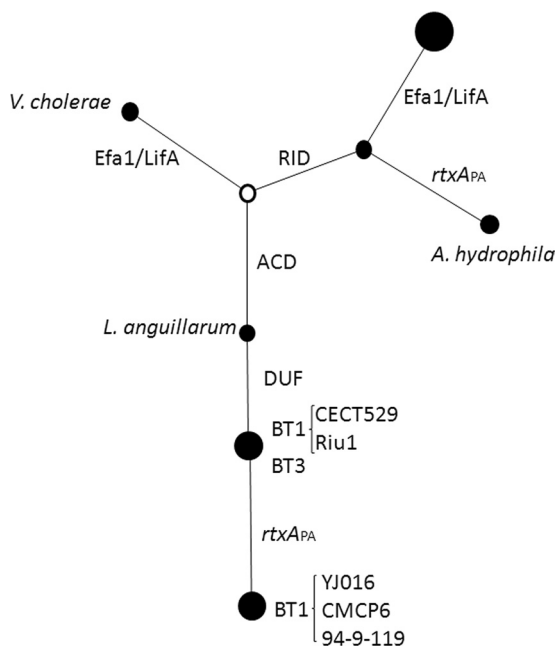 V. cholerae
Efa1/LifA
Efa1/LifA
RID
rtxAPA
A. hydrophila
ACD
L. anguillarum
DUF
BT1 CECT529
Riu1
BT3
rtxAPA
YJ016
BT1 CMCP6
94-9-119